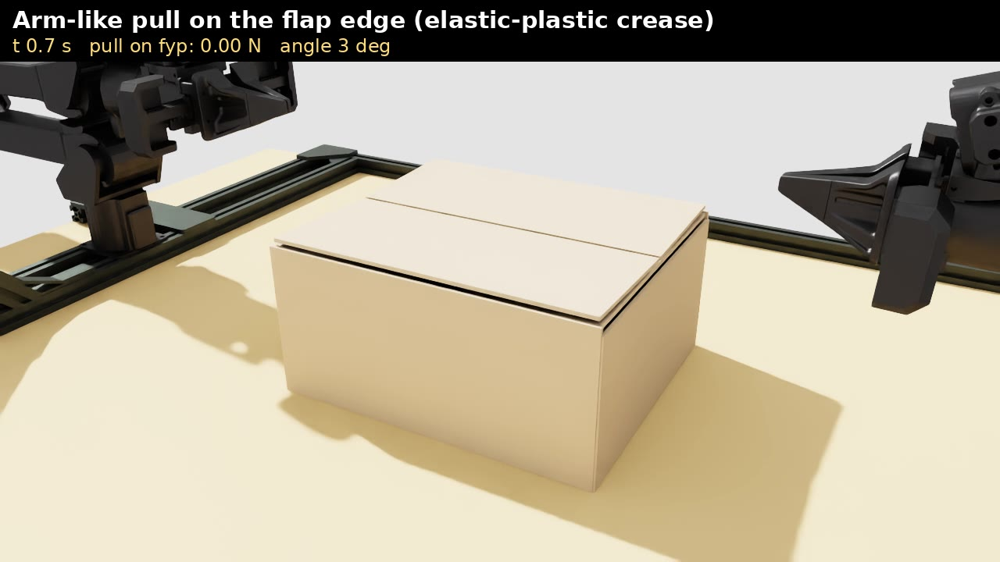 Arm-like pull on the flap edge (elastic-plastic crease)
t 0.7 s   pull on fyp: 0.00 N   angle 3 deg